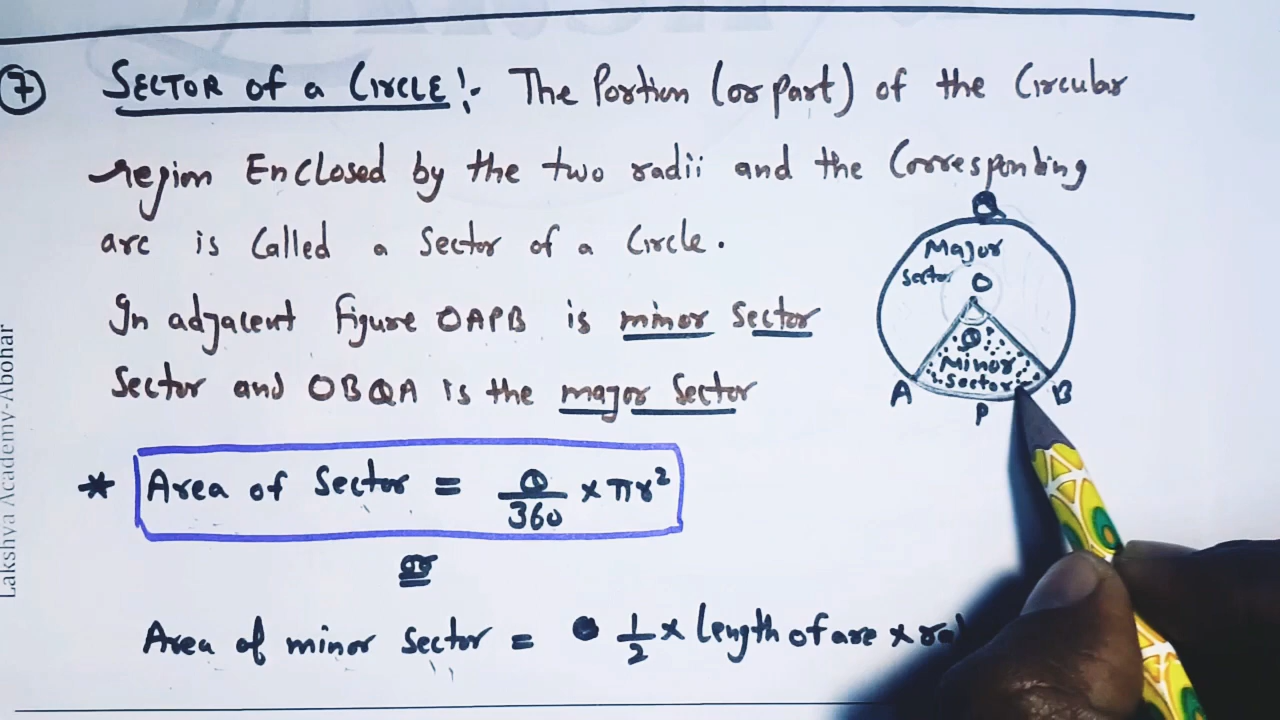 7 SECTOR of a CIrCLE:- The Portion (or part) of the Circular
region Enclosed by the two radii and the Corresponding
arc is Called a Sector of a Circle.
In adjacent figure OAPB is minor sector
Sector and OBQA is the major Sector
Q
Major
Sector
O
θ
Minor
Sector
A
P
B
* Area of Sector = θ/360 × πr²
or
Area of minor Sector = 1/2 × length of arc ×
Lakshya Academy-Abohar